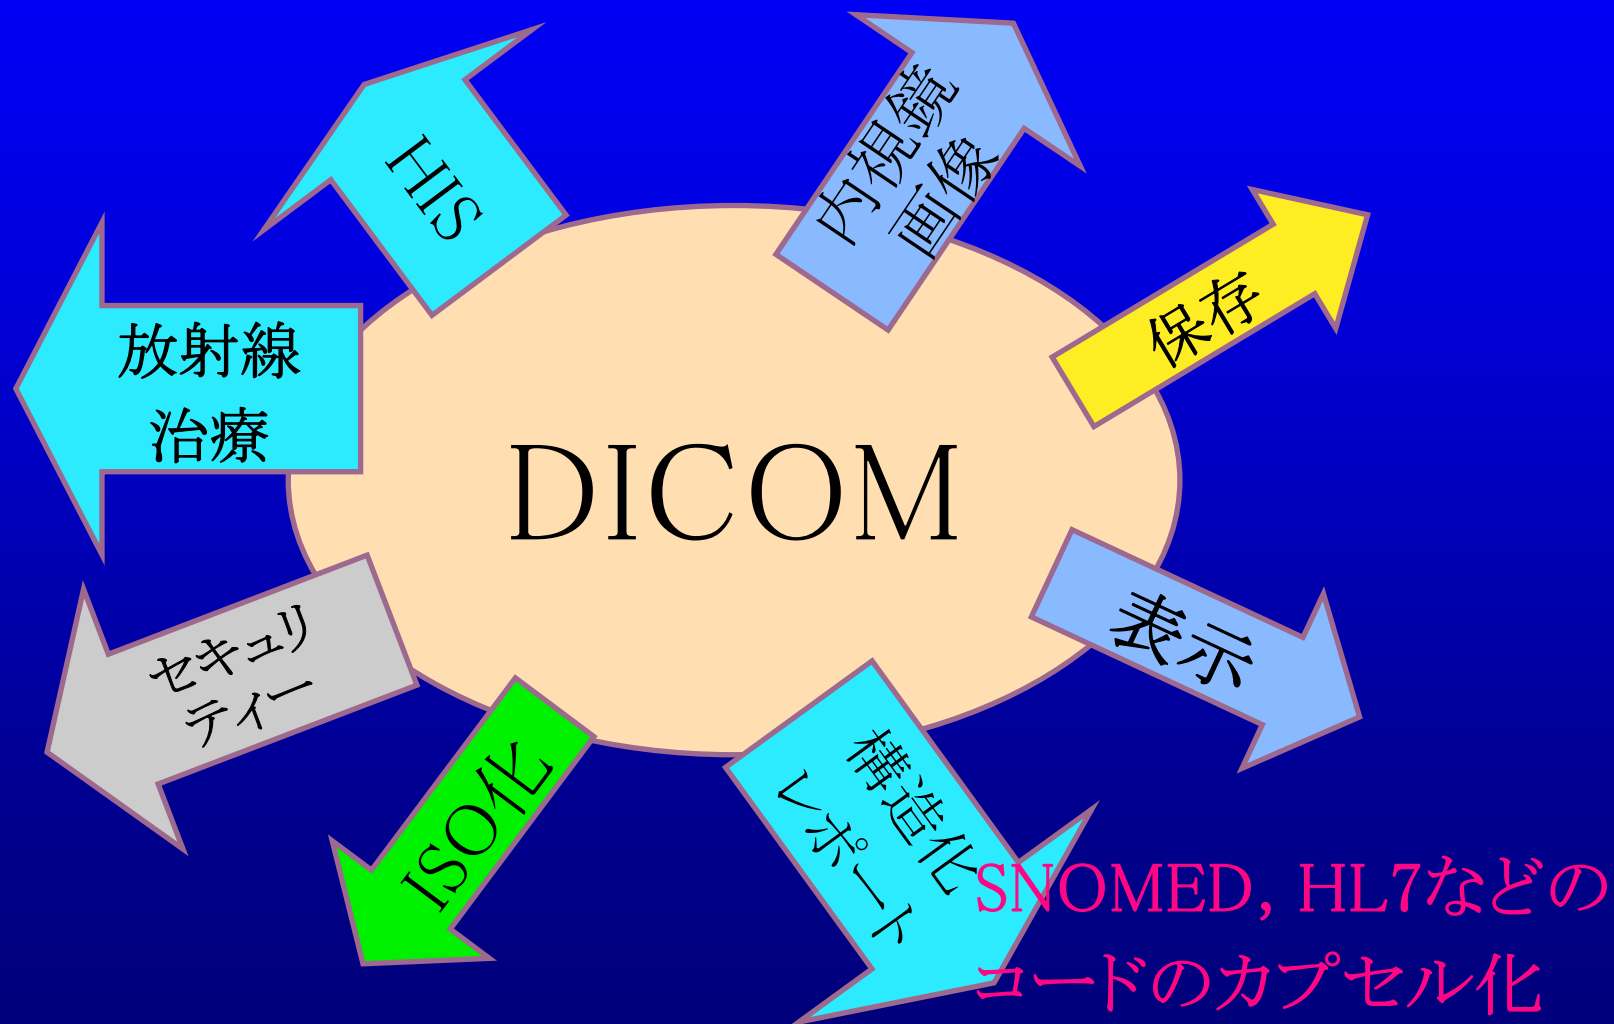 HIS
内視鏡
画像
保存
放射線
治療
DICOM
表示
セキュリ
ティー
ISO化
構造化
レポート
SNOMED, HL7などの
コードのカプセル化